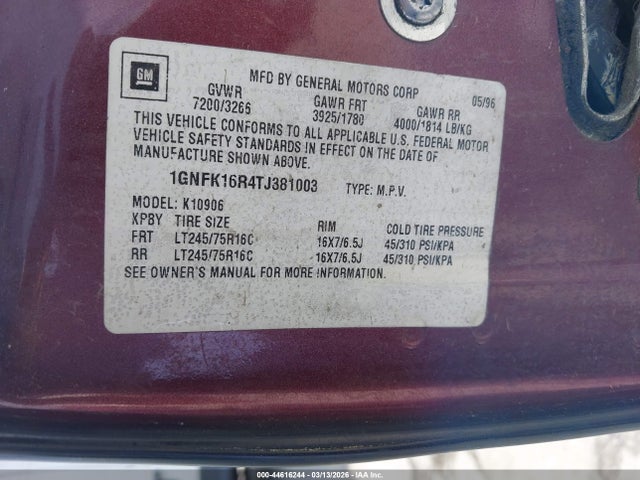 GM
MFD BY GENERAL MOTORS CORP 05/96
GVWR GAWR FRT GAWR RR
7200/3266 3925/1780 4000/1814 LB/KG
THIS VEHICLE CONFORMS TO ALL APPLICABLE U.S. FEDERAL MOTOR
VEHICLE SAFETY STANDARDS IN EFFECT ON THE DATE OF
MANUFACTURE SHOWN ABOVE.
1GNFK16R4TJ381003 TYPE: M.P.V.
MODEL: K10906
XPBY TIRE SIZE RIM COLD TIRE PRESSURE
FRT LT245/75R16C 16X7/6.5J 45/310 PSI/KPA
RR LT245/75R16C 16X7/6.5J 45/310 PSI/KPA
SEE OWNER'S MANUAL FOR MORE INFORMATION.
000-44616244 - 03/13/2026 - IAAI.COM